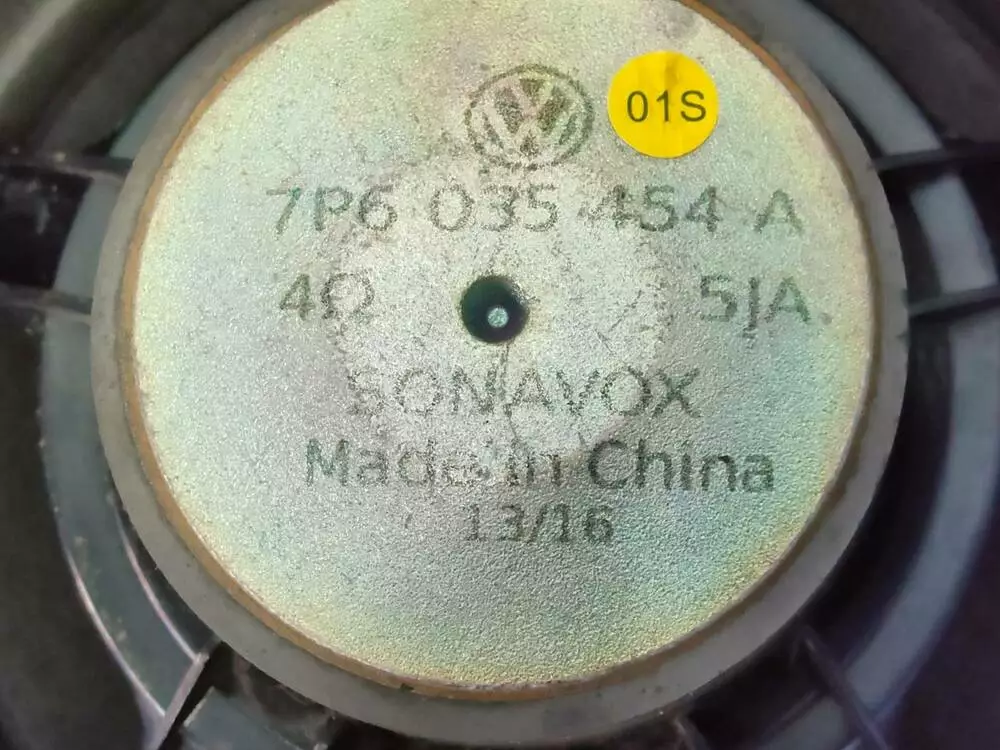 01S
7P6 035 454 A
4Ω 5JA.
SONAVOX
Made in China
13/16